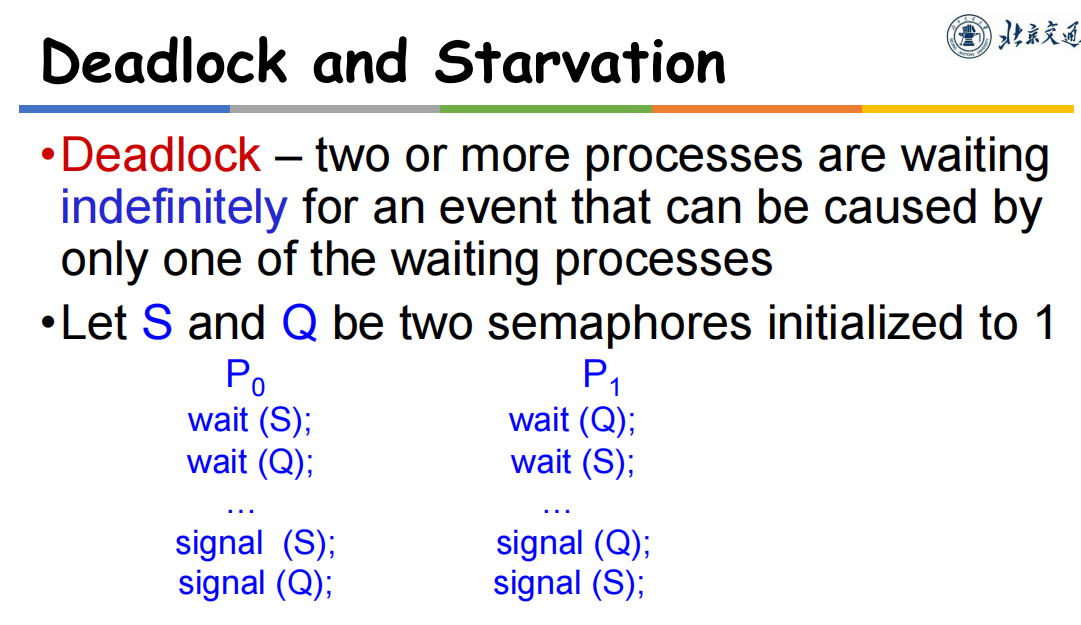 Deadlock and Starvation
北京交通
•Deadlock – two or more processes are waiting
indefinitely for an event that can be caused by
only one of the waiting processes
•Let S and Q be two semaphores initialized to 1
P0 P1
wait (S); wait (Q);
wait (Q); wait (S);
… …
signal (S); signal (Q);
signal (Q); signal (S);